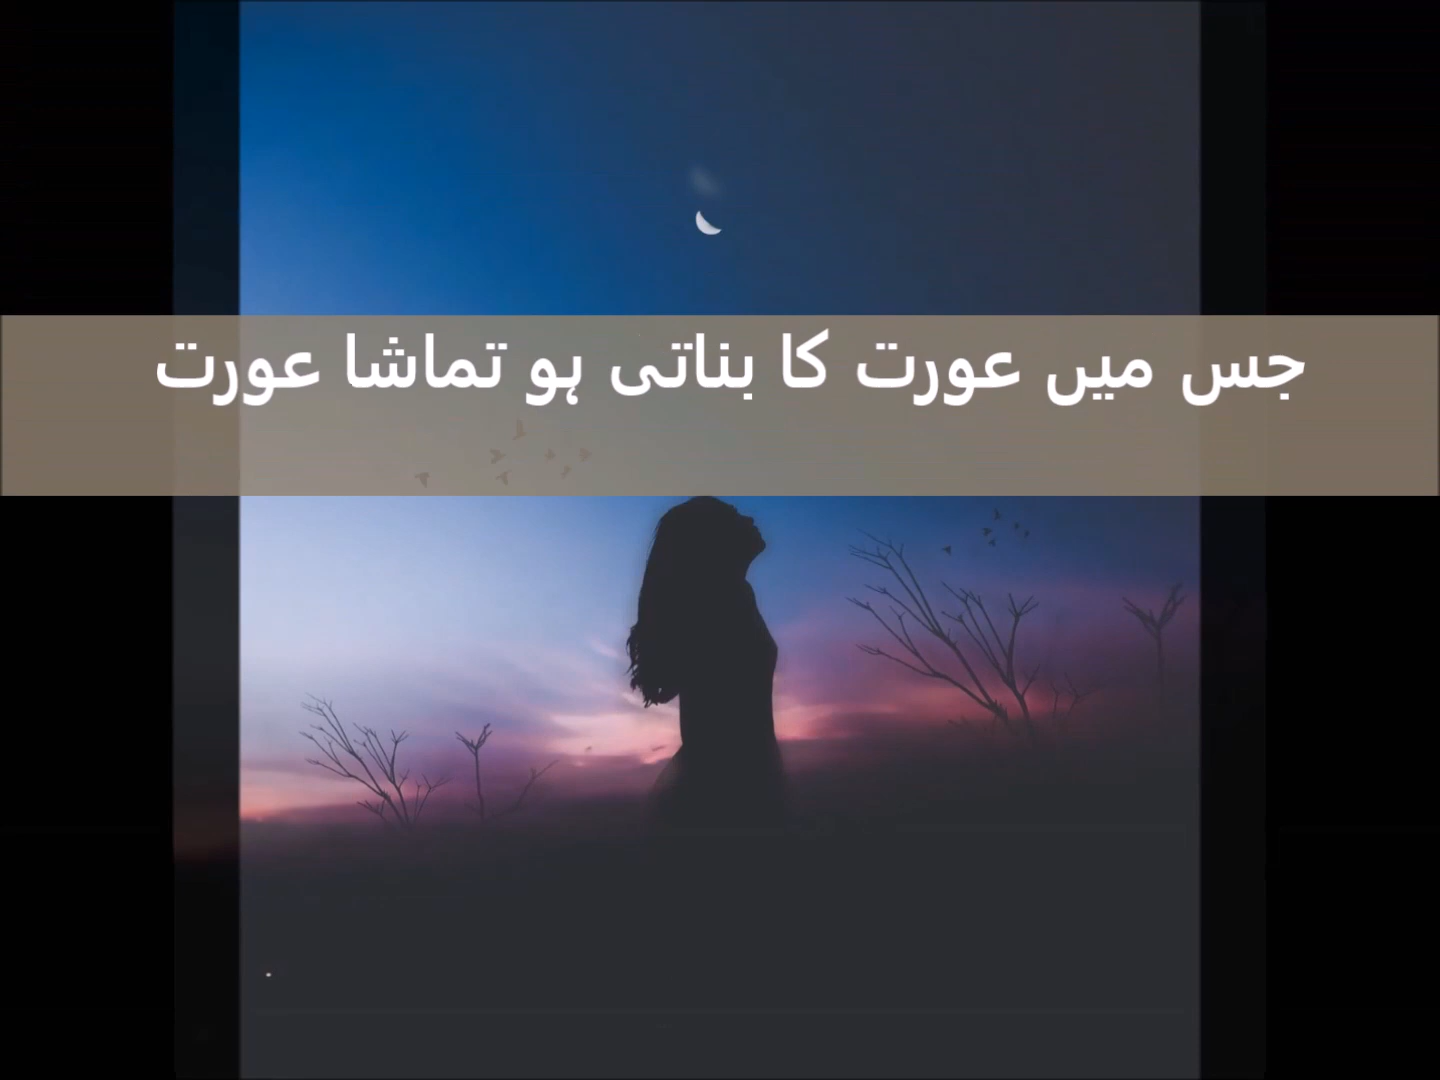 جس میں عورت کا بناتی ہو تماشا عورت